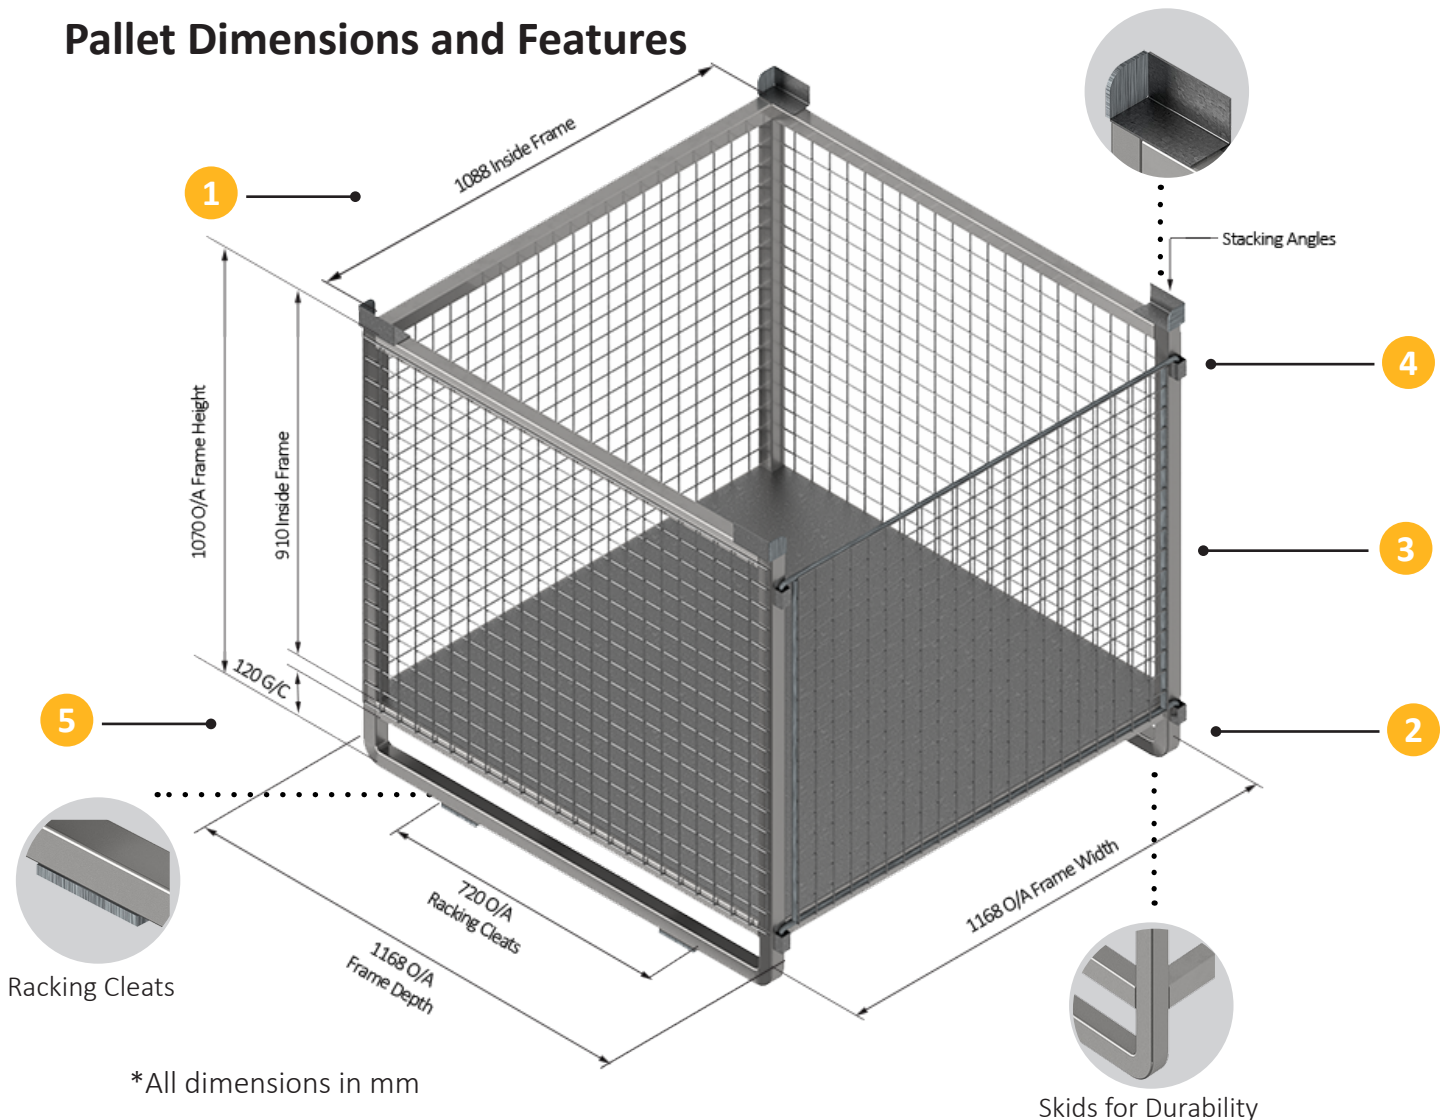 Pallet Dimensions and Features
1088 Inside Frame
1
Stacking Angles
4
1070 O/A Frame Height
910 Inside Frame
3
120 G/C
5
2
720 O/A
Racking Cleats
1168 O/A Frame Width
1168 O/A
Frame Depth
Racking Cleats
*All dimensions in mm
Skids for Durability